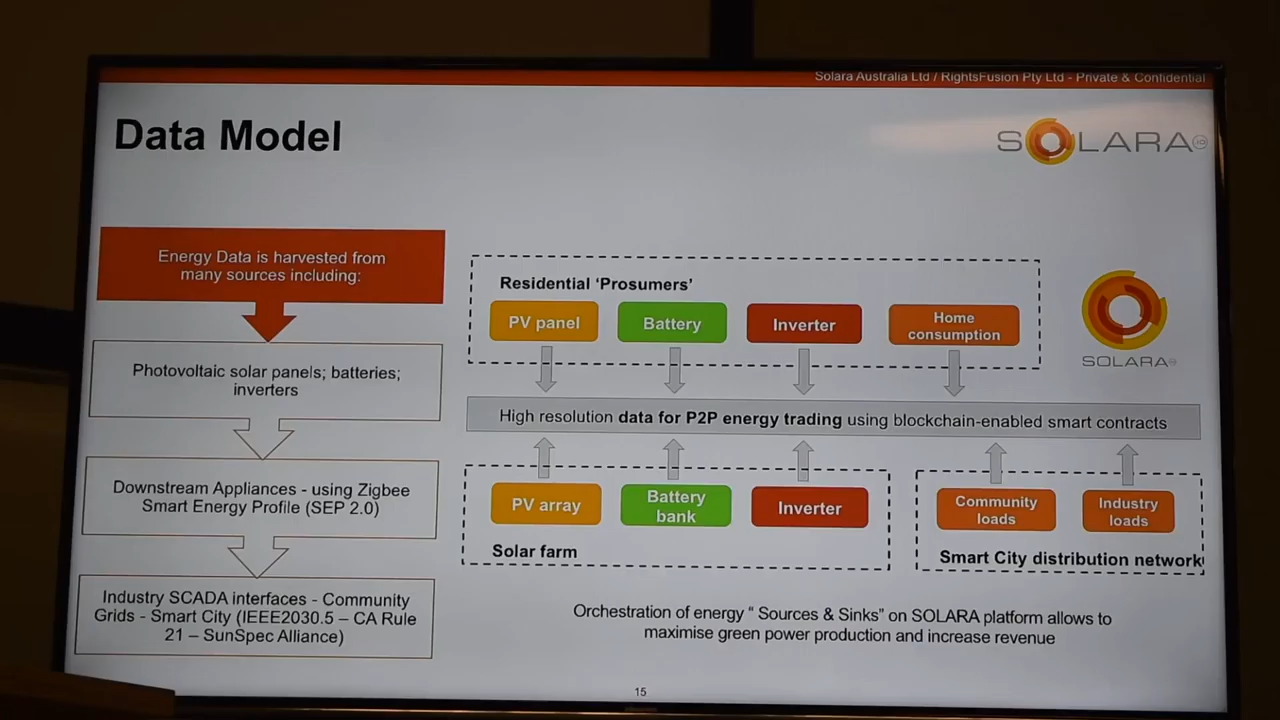 Solara Australia Ltd / RightsFusion Pty Ltd - Private & Confidential
Data Model
SOLARA
Energy Data is harvested from
many sources including:
Photovoltaic solar panels; batteries;
inverters
Downstream Appliances - using Zigbee
Smart Energy Profile (SEP 2.0)
Industry SCADA interfaces - Community
Grids - Smart City (IEEE2030.5 – CA Rule
21 – SunSpec Alliance)
Residential ‘Prosumers’
PV panel
Battery
Inverter
Home
consumption
SOLARA
High resolution data for P2P energy trading using blockchain-enabled smart contracts
PV array
Battery
bank
Inverter
Solar farm
Community
loads
Industry
loads
Smart City distribution network
Orchestration of energy “ Sources & Sinks” on SOLARA platform allows to
maximise green power production and increase revenue
15